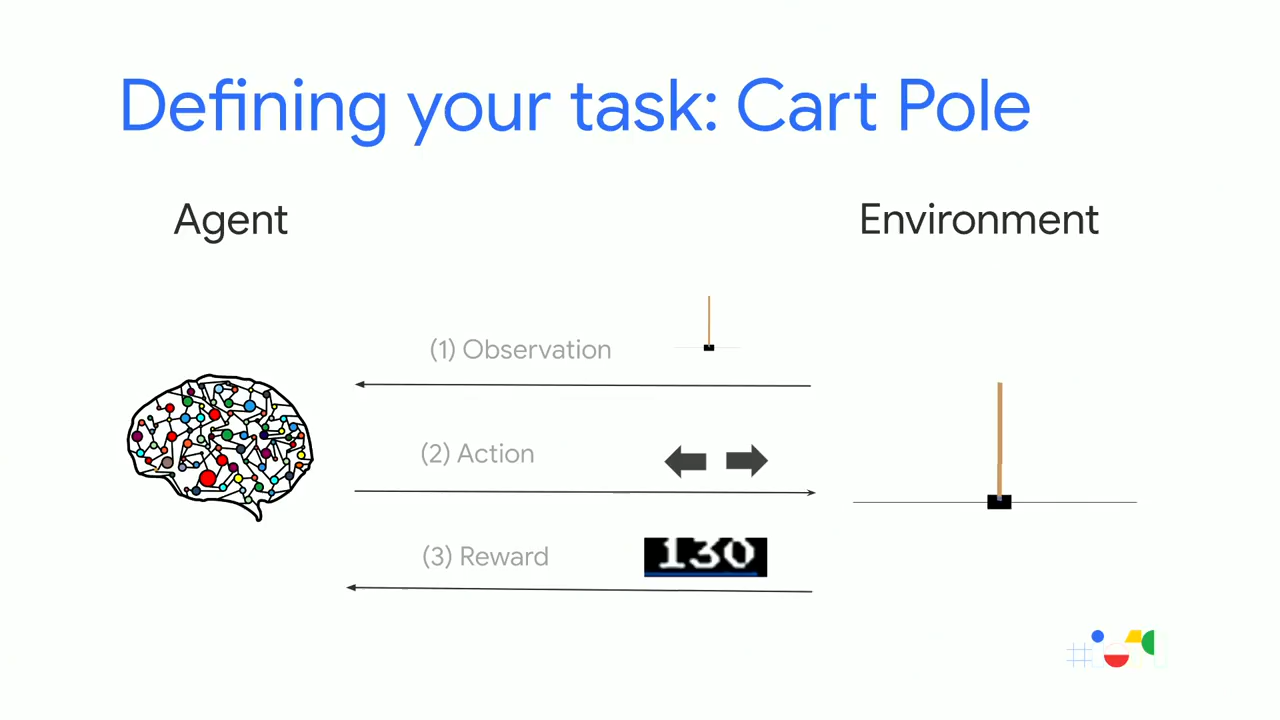 Defining your task: Cart Pole
Agent
Environment
(1) Observation
(2) Action
(3) Reward
130